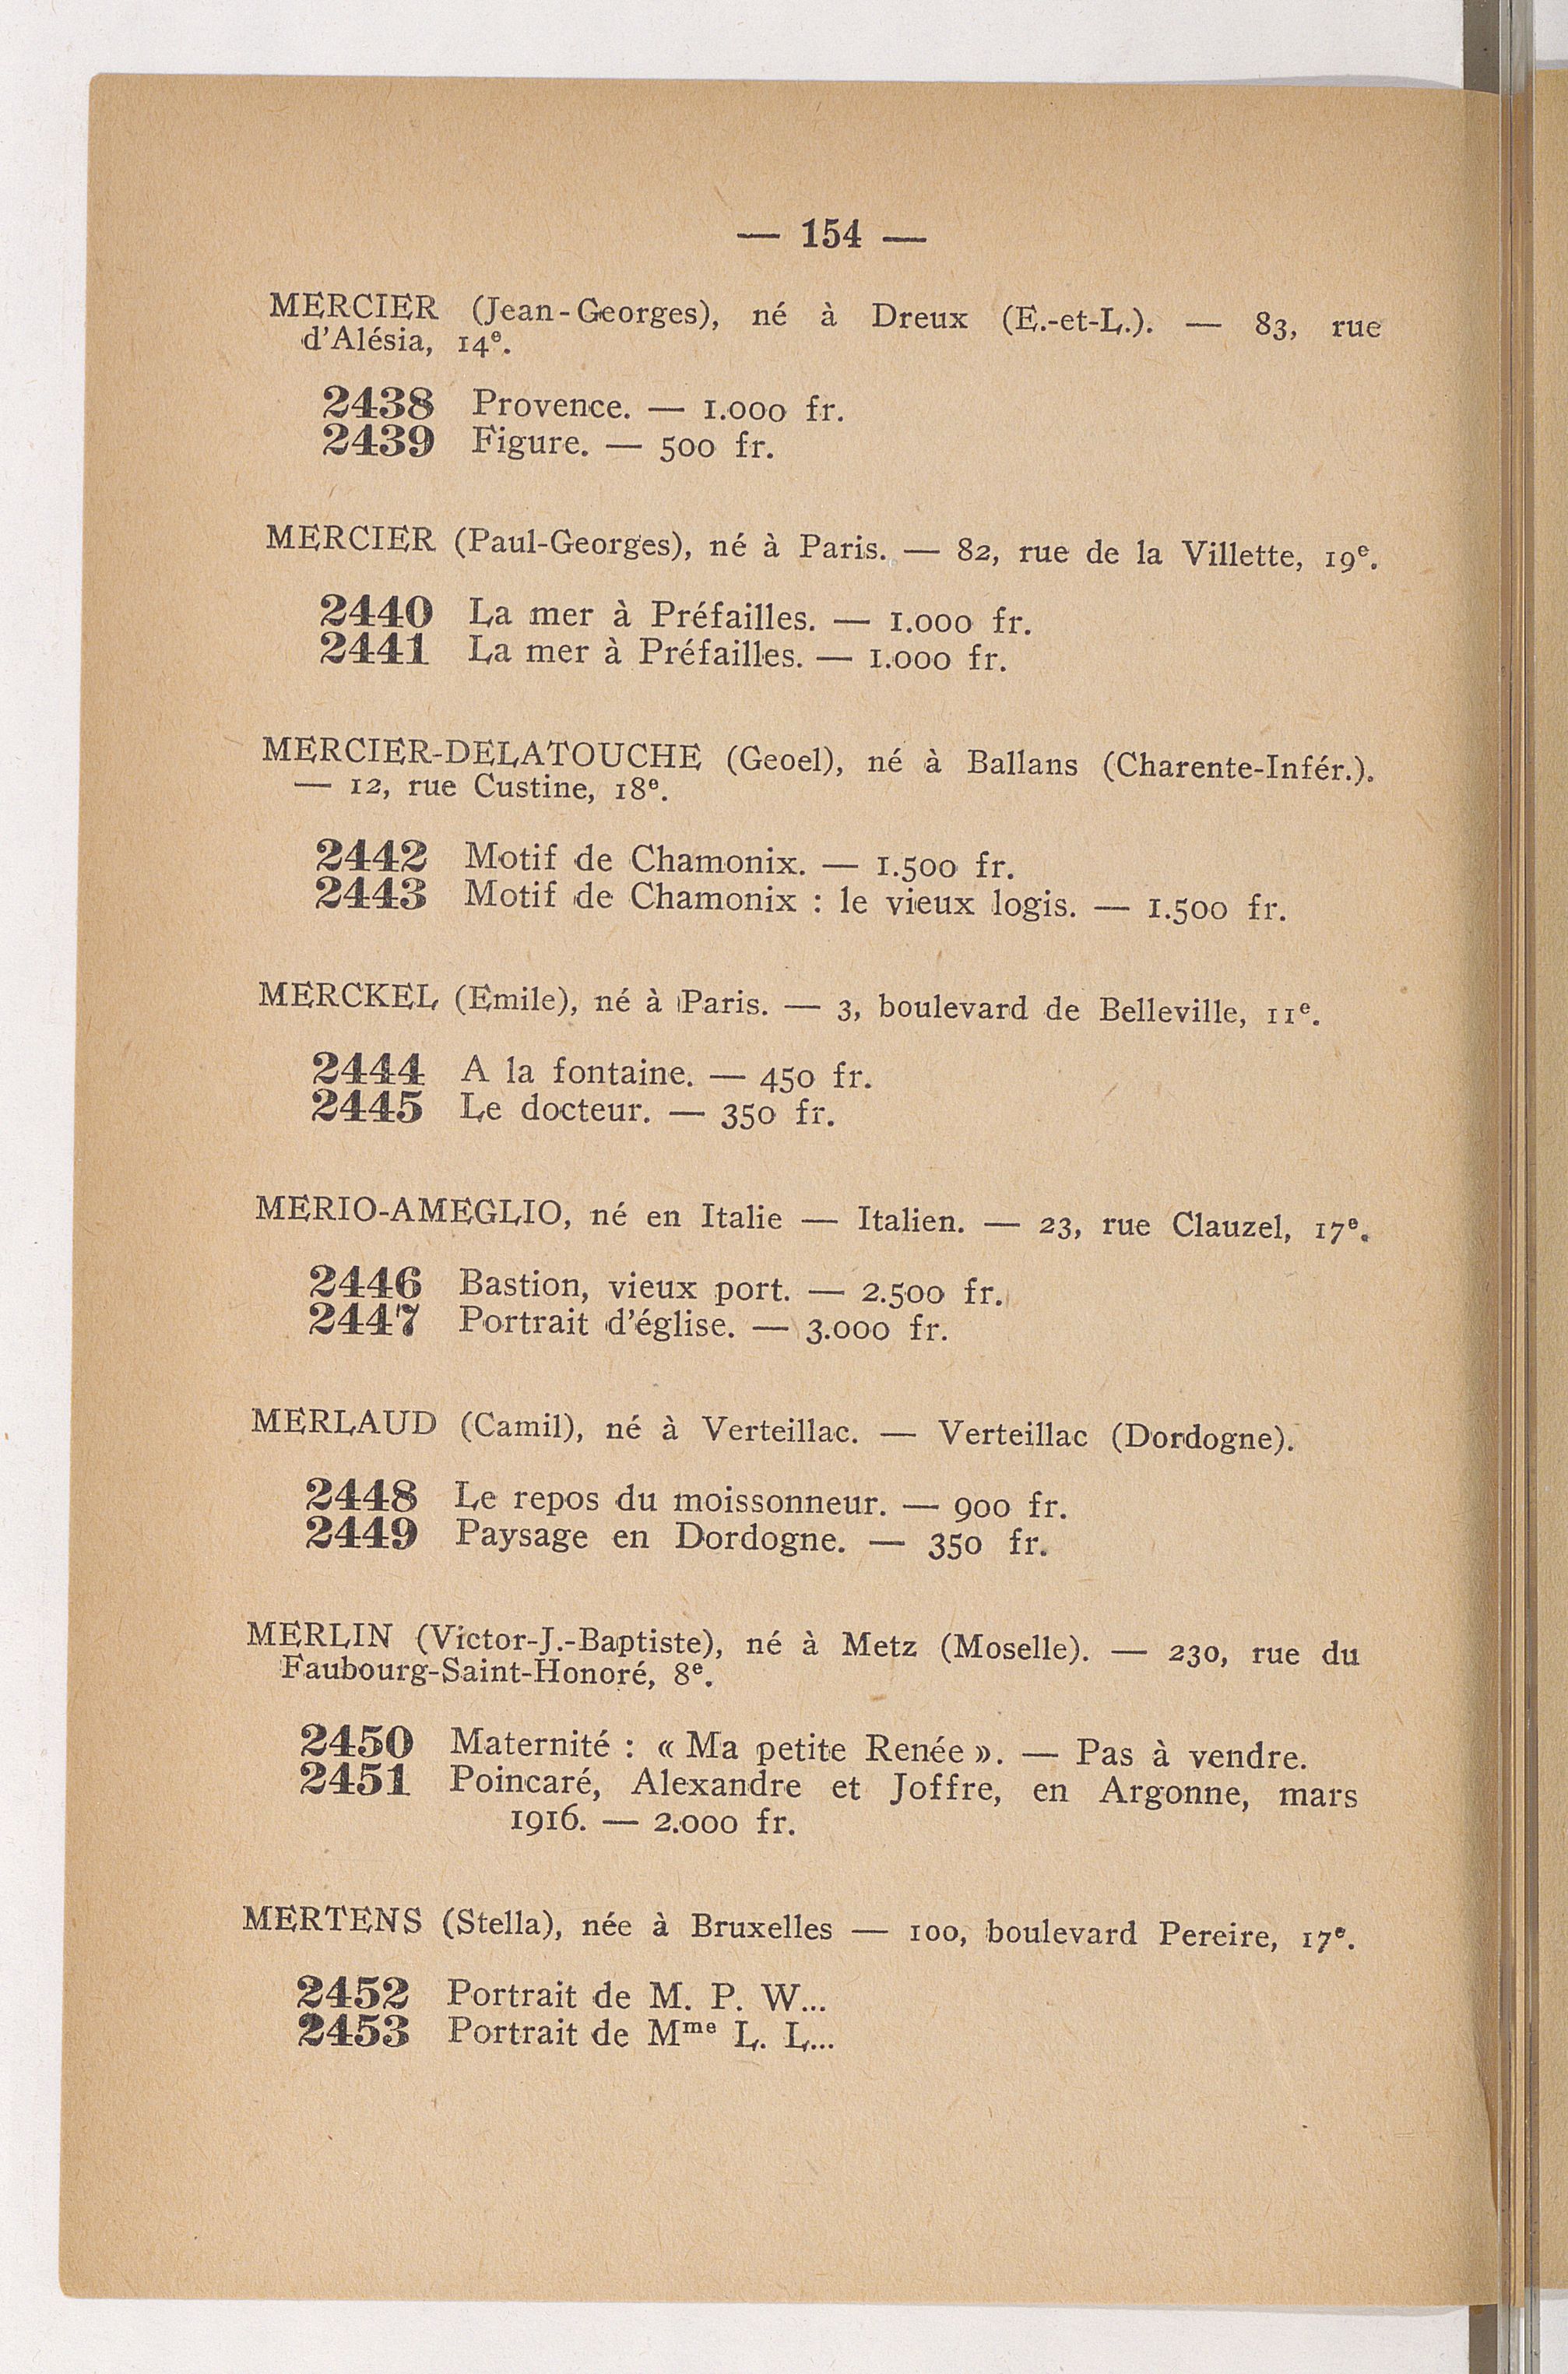 — 154 —
MERCIER (Jean-Georges), né à Dreux (E.-et-L.). — 83, rue
d'Alésia, 14e.
2438 Provence. — 1.000 fr.
2439 Figure. — 500 fr.
MERCIER (Paul-Georges), né à Paris. — 82, rue de la Villette, 19e.
2440 La mer à Préfailles. — 1.000 fr.
2441 La mer à Préfailles. — 1.000 fr.
MERCIER-DELATOUCHE (Geoel), né à Ballans (Charente-Infér.).
— 12, rue Custine, 18e.
2442 Motif de Chamonix. — 1.500 fr.
2443 Motif de Chamonix : le vieux logis. — 1.500 fr.
MERCKEL (Emile), né à Paris. — 3, boulevard de Belleville, 11e.
2444 A la fontaine. — 450 fr.
2445 Le docteur. — 350 fr.
MERIO-AMEGLIO, né en Italie — Italien. — 23, rue Clauzel, 17e.
2446 Bastion, vieux port. — 2.500 fr.
2447 Portrait d'église. — 3.000 fr.
MERLAUD (Camil), né à Verteillac. — Verteillac (Dordogne).
2448 Le repos du moissonneur. — 900 fr.
2449 Paysage en Dordogne. — 350 fr.
MERLIN (Victor-J.-Baptiste), né à Metz (Moselle). — 230, rue du
Faubourg-Saint-Honoré, 8e.
2450 Maternité : « Ma petite Renée ». — Pas à vendre.
2451 Poincaré, Alexandre et Joffre, en Argonne, mars
1916. — 2.000 fr.
MERTENS (Stella), née à Bruxelles — 100, boulevard Pereire, 17e.
2452 Portrait de M. P. W...
2453 Portrait de Mme L. L...